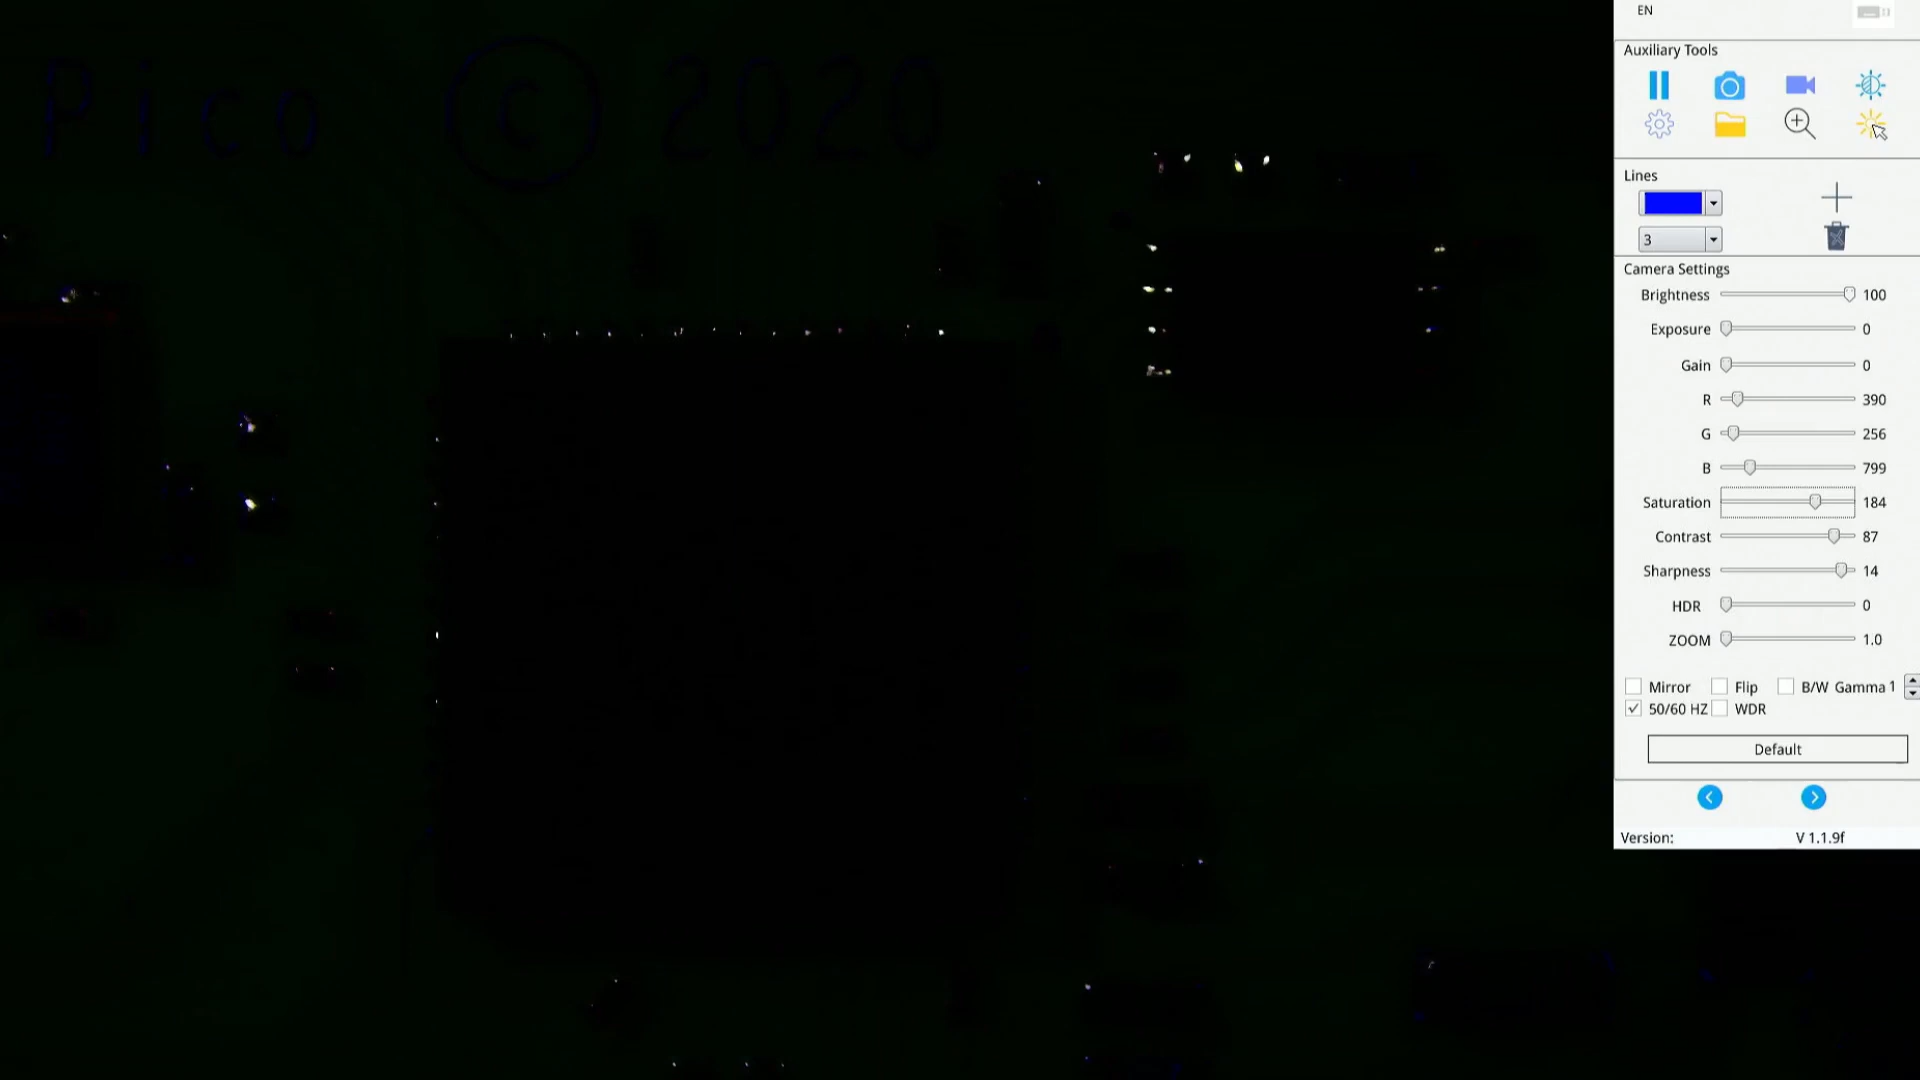 Pico © 2020
EN
Auxiliary Tools
Lines
3
Camera Settings
Brightness 100
Exposure 0
Gain 0
R 390
G 256
B 799
Saturation 184
Contrast 87
Sharpness 14
HDR 0
ZOOM 1.0
Mirror Flip B/W Gamma 1
50/60 HZ WDR
Default
Version: V 1.1.9f